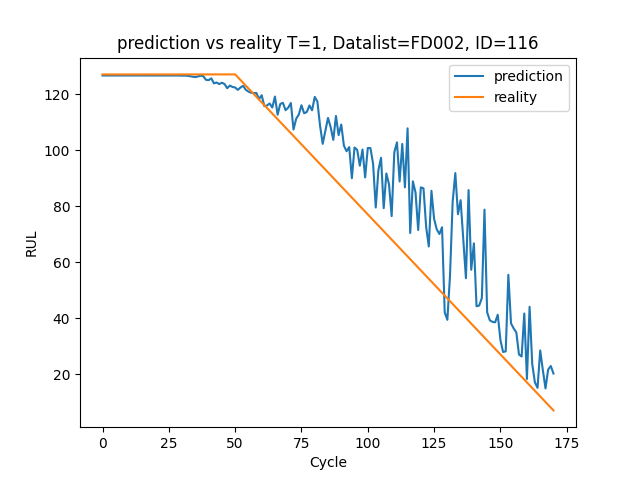 prediction vs reality T=1, Datalist=FD002, ID=116
prediction
reality
RUL
120
100
80
60
40
20
0 25 50 75 100 125 150 175
Cycle